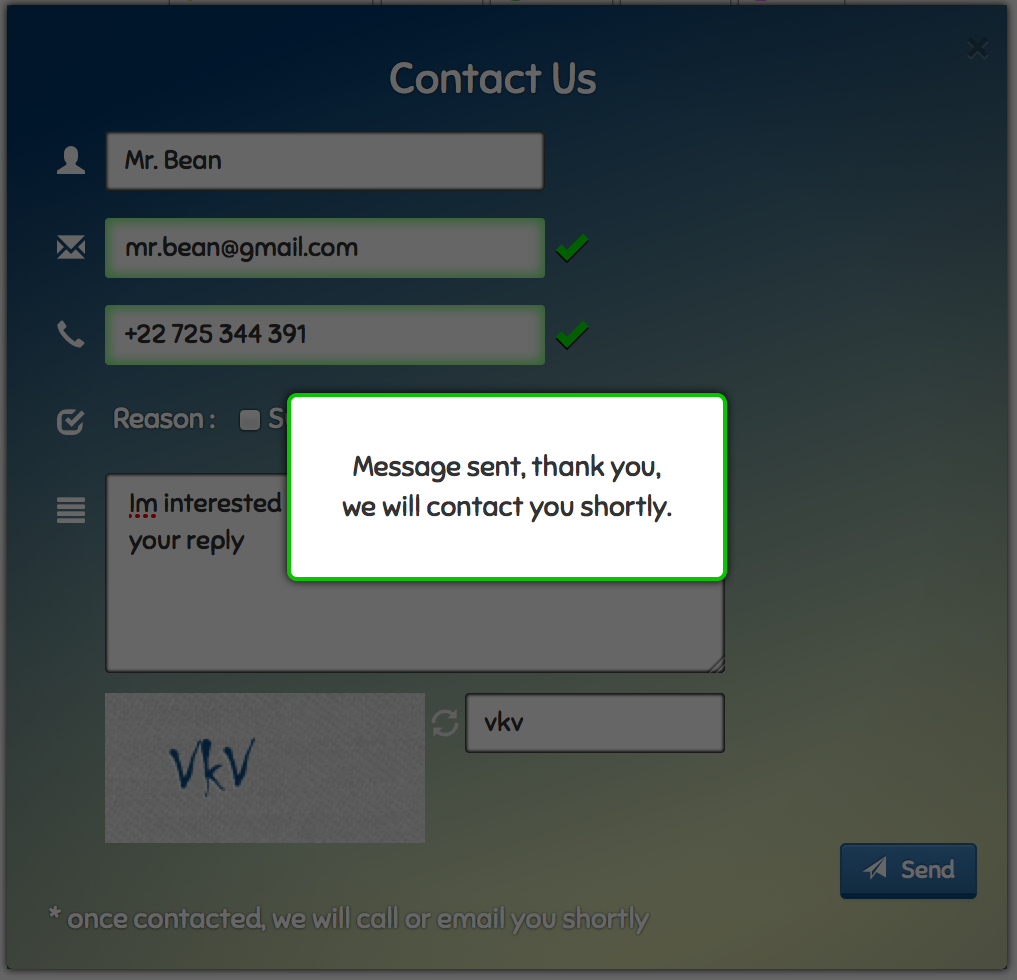 Contact Us
Mr. Bean
mr.bean@gmail.com
+22 725 344 391
Reason :
Message sent, thank you,
we will contact you shortly.
Im interested
your reply
vkv
vkv
Send
* once contacted, we will call or email you shortly